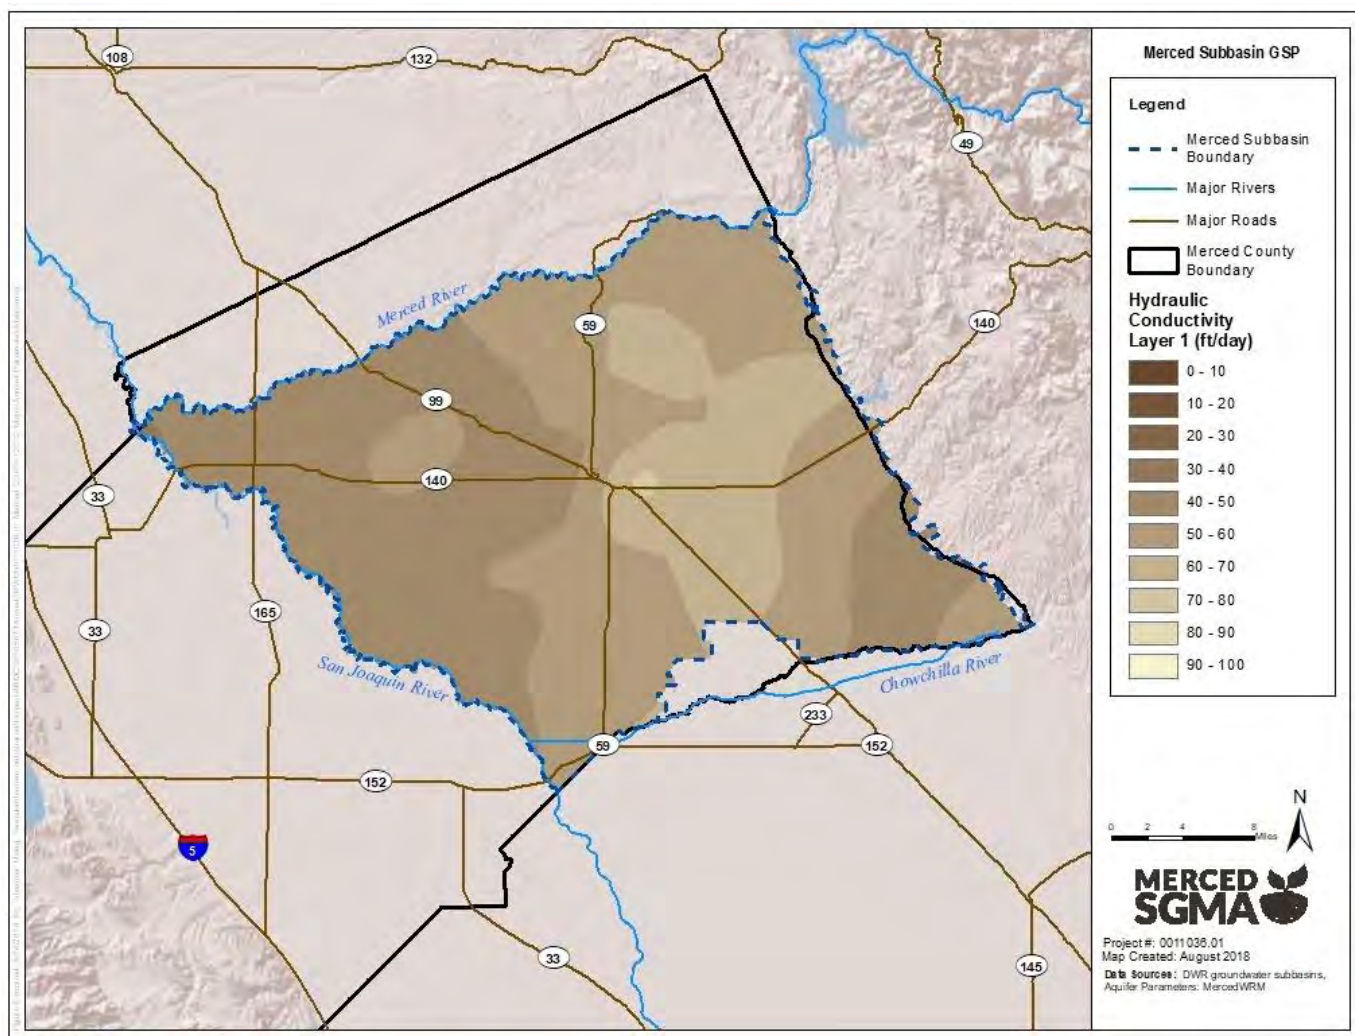 108
132
49
Merced River
59
140
99
140
33
165
33
San Joaquin River
Chowchilla River
233
59
152
152
5
33
145
Merced Subbasin GSP
Legend
Merced Subbasin
Boundary
Major Rivers
Major Roads
Merced County
Boundary
Hydraulic
Conductivity
Layer 1 (ft/day)
0 - 10
10 - 20
20 - 30
30 - 40
40 - 50
50 - 60
60 - 70
70 - 80
80 - 90
90 - 100
N
0 2 4 8
Miles
MERCED
SGMA
Project #: 0011036.01
Map Created: August 2018
Data Sources: DWR groundwater subbasins,
Aquifer Parameters: MercedWRM